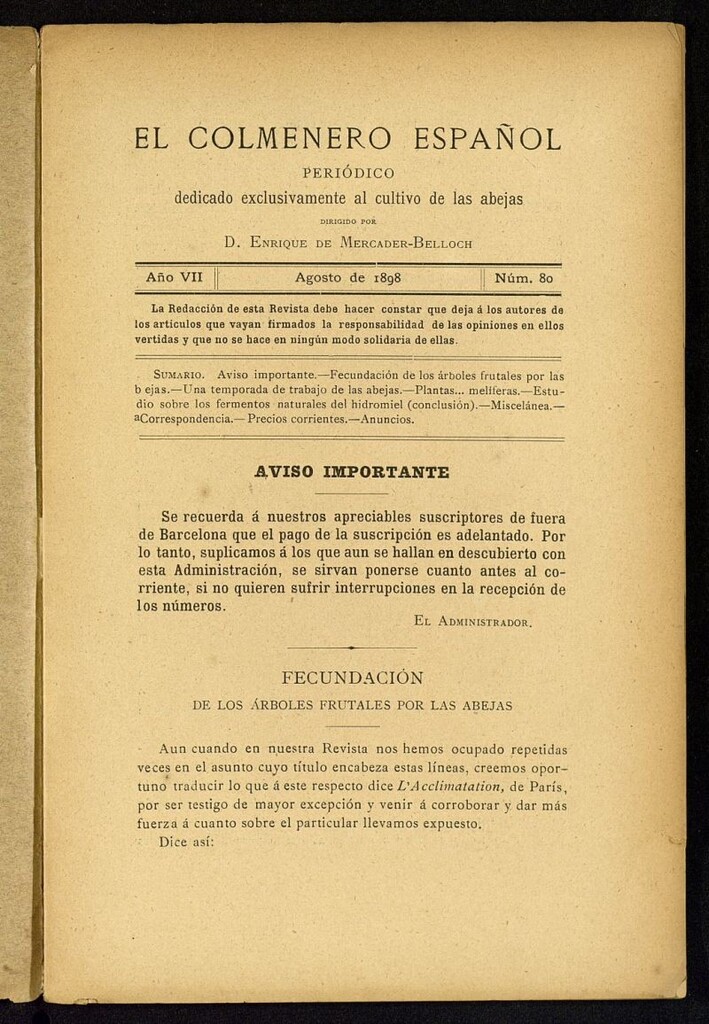 EL COLMENERO ESPAÑOL
PERIÓDICO
dedicado exclusivamente al cultivo de las abejas
DIRIGIDO POR
D. ENRIQUE DE MERCADER-BELLOCH
Año VII Agosto de 1898 Núm. 80
La Redacción de esta Revista debe hacer constar que deja á los autores de
los artículos que vayan firmados la responsabilidad de las opiniones en ellos
vertidas y que no se hace en ningún modo solidaria de ellas.
SUMARIO. Aviso importante.—Fecundación de los árboles frutales por las
b ejas.—Una temporada de trabajo de las abejas.—Plantas... melíferas.—Estu-
dio sobre los fermentos naturales del hidromiel (conclusión).—Miscelánea.—
aCorrespondencia.—Precios corrientes.—Anuncios.
AVISO IMPORTANTE
Se recuerda á nuestros apreciables suscriptores de fuera
de Barcelona que el pago de la suscripción es adelantado. Por
lo tanto, suplicamos á los que aun se hallan en descubierto con
esta Administración, se sirvan ponerse cuanto antes al co-
rriente, si no quieren sufrir interrupciones en la recepción de
los números.
EL ADMINISTRADOR.
FECUNDACIÓN
DE LOS ÁRBOLES FRUTALES POR LAS ABEJAS
Aun cuando en nuestra Revista nos hemos ocupado repetidas
veces en el asunto cuyo título encabeza estas líneas, creemos opor-
tuno traducir lo que á este respecto dice L'Acclimatation, de París,
por ser testigo de mayor excepción y venir á corroborar y dar más
fuerza á cuanto sobre el particular llevamos expuesto.
Dice así: